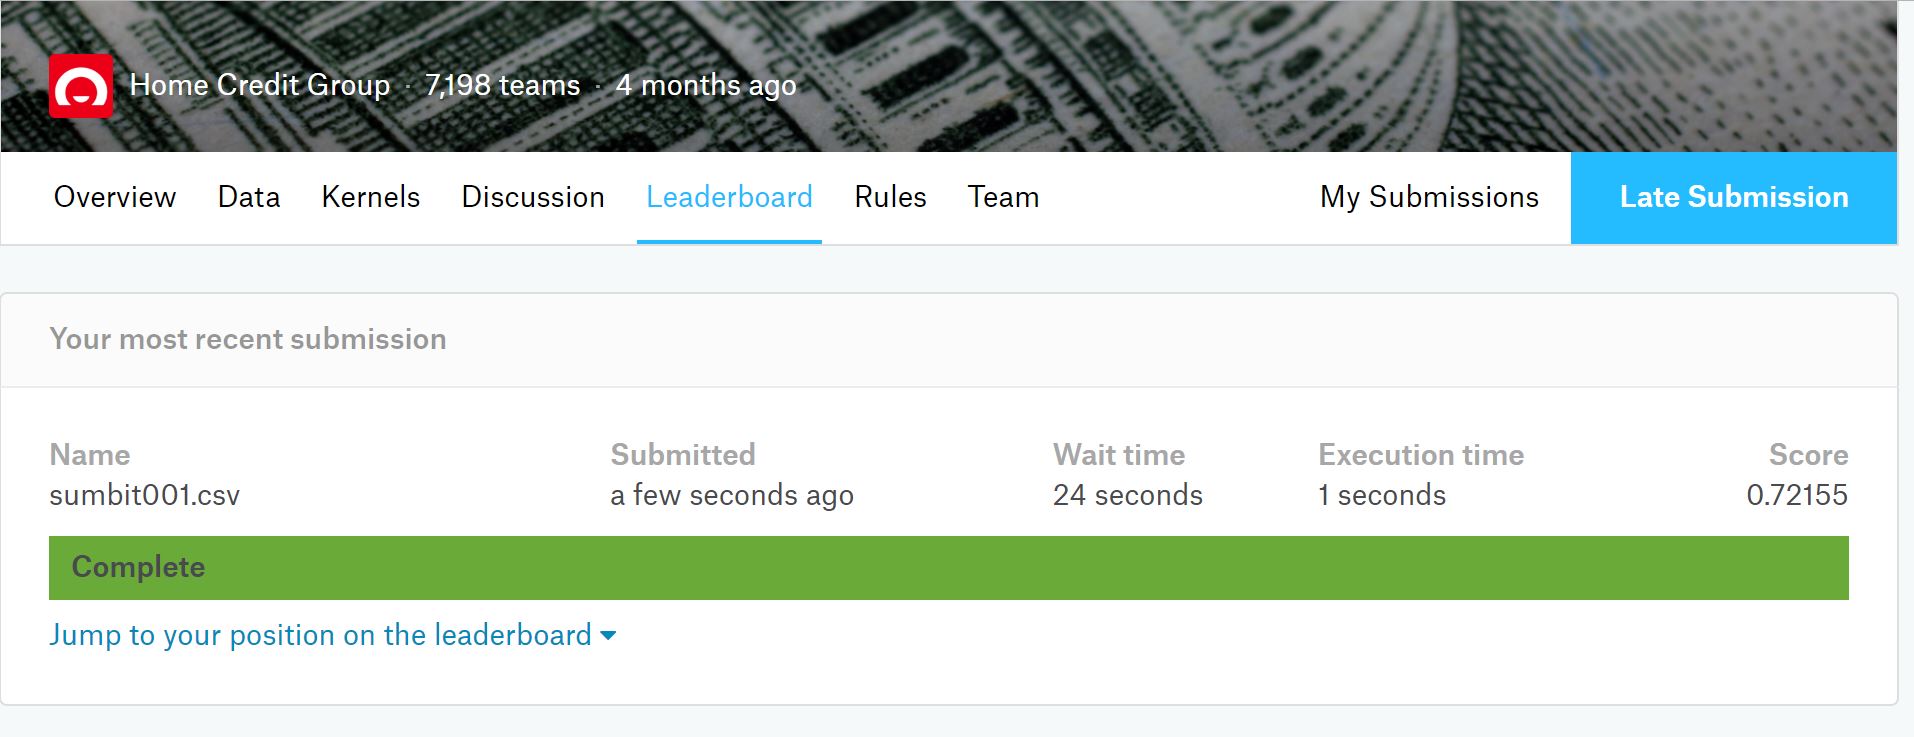 Home Credit Group · 7,198 teams · 4 months ago
Overview Data Kernels Discussion Leaderboard Rules Team My Submissions Late Submission
Your most recent submission
Name Submitted Wait time Execution time Score
sumbit001.csv a few seconds ago 24 seconds 1 seconds 0.72155
Complete
Jump to your position on the leaderboard